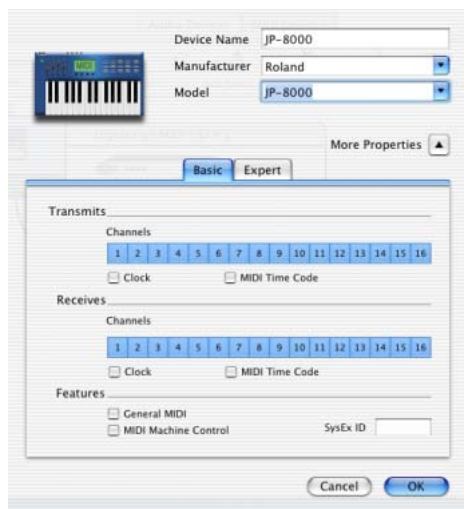 Device Name JP-8000
Manufacturer Roland
Model JP-8000
MIDI
More Properties
Basic Expert
Transmits
Channels
1 2 3 4 5 6 7 8 9 10 11 12 13 14 15 16
Clock MIDI Time Code
Receives
Channels
1 2 3 4 5 6 7 8 9 10 11 12 13 14 15 16
Clock MIDI Time Code
Features
General MIDI
MIDI Machine Control SysEx ID
Cancel OK